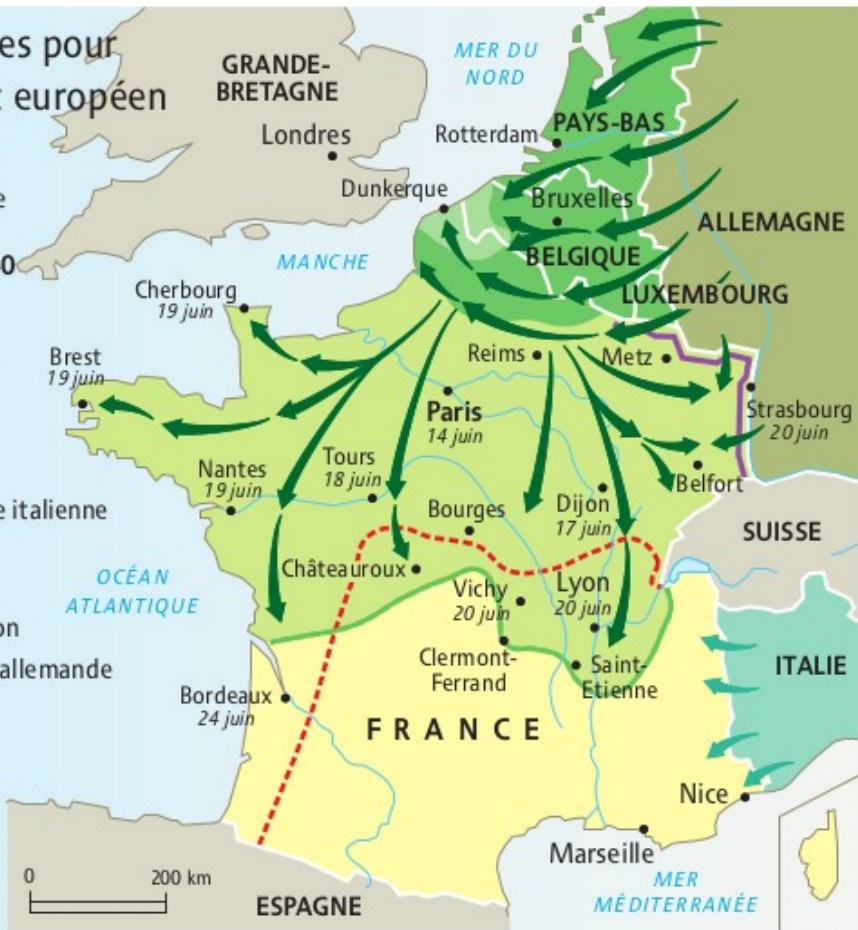 es pour
européen
e
0
e italienne
on
allemande
GRANDE-
BRETAGNE
Londres
MER DU
NORD
Rotterdam
PAYS-BAS
Dunkerque
Bruxelles
ALLEMAGNE
BELGIQUE
MANCHE
LUXEMBOURG
Cherbourg
19 juin
Brest
19 juin
Reims
Metz
Paris
14 juin
Strasbourg
20 juin
Nantes
19 juin
Tours
18 juin
Belfort
Bourges
Dijon
17 juin
SUISSE
OCÉAN
ATLANTIQUE
Châteauroux
Vichy
20 juin
Lyon
20 juin
Clermont-
Ferrand
Saint-
Etienne
ITALIE
Bordeaux
24 juin
FRANCE
Nice
Marseille
0 200 km
MER
MÉDITERRANÉE
ESPAGNE